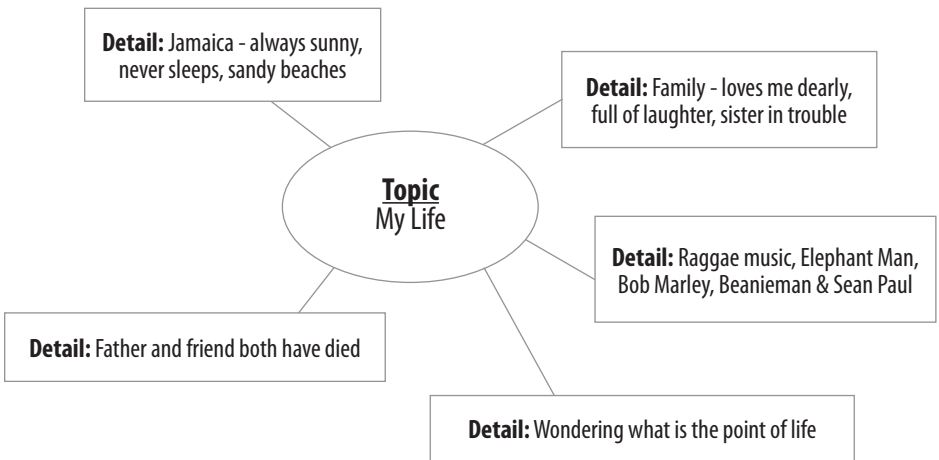 Detail: Jamaica - always sunny,
never sleeps, sandy beaches
Detail: Family - loves me dearly,
full of laughter, sister in trouble
Topic
My Life
Detail: Raggae music, Elephant Man,
Bob Marley, Beanieman & Sean Paul
Detail: Father and friend both have died
Detail: Wondering what is the point of life